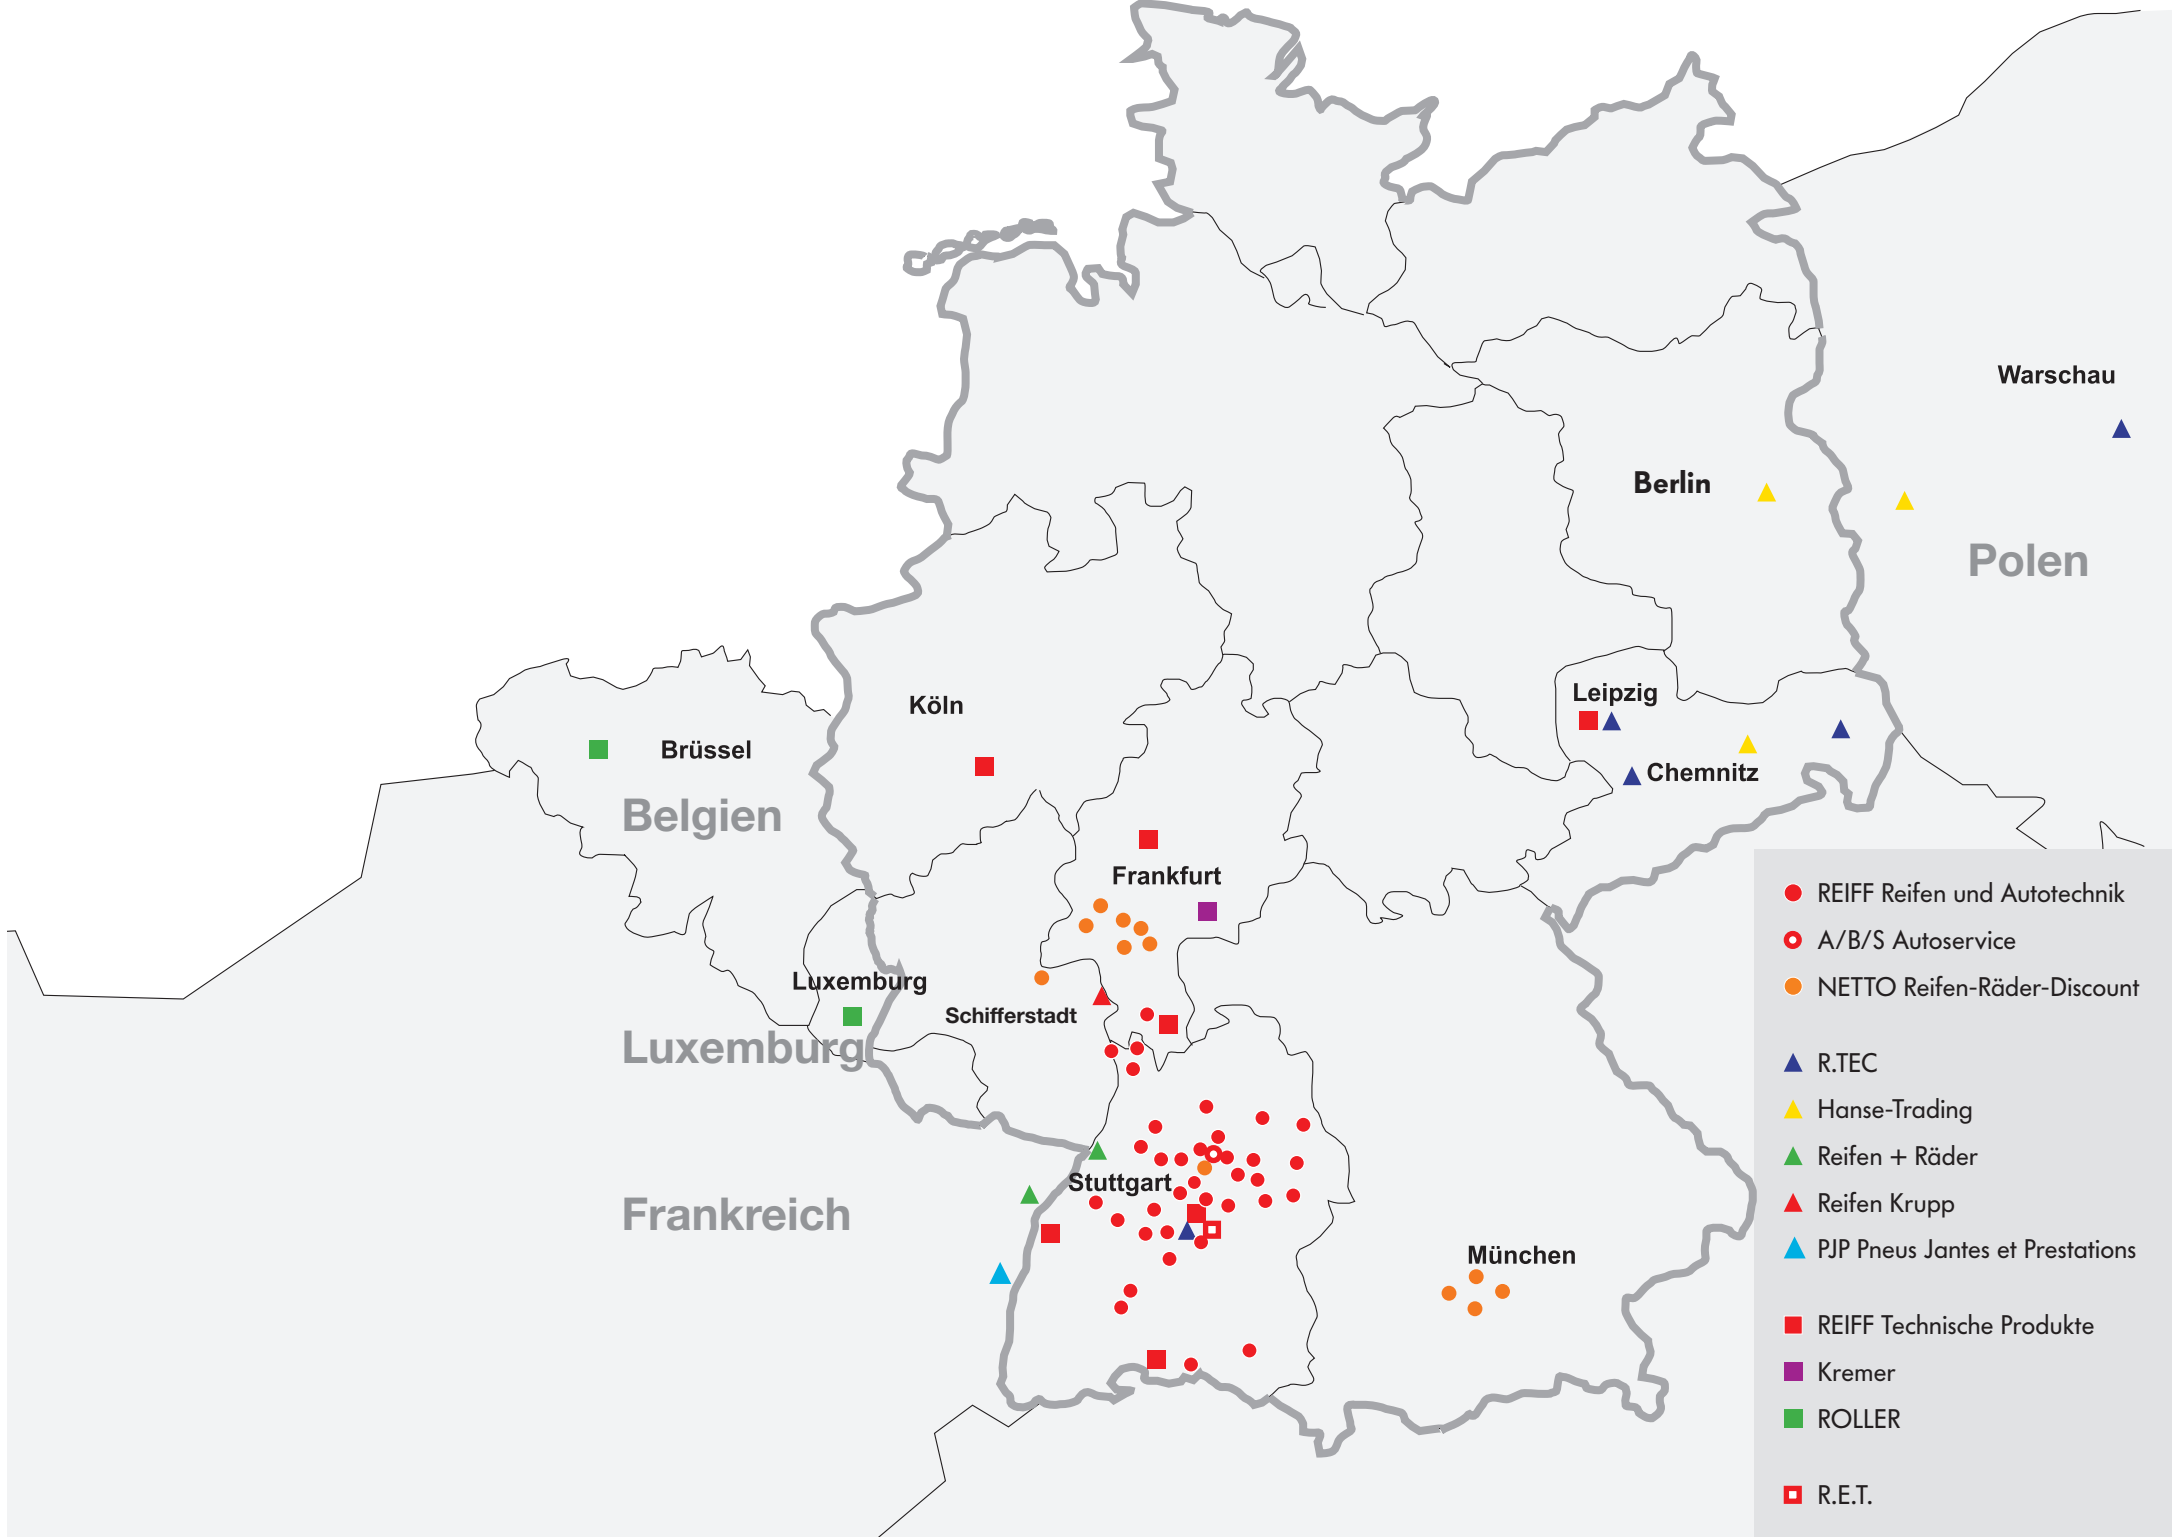 Warschau
Berlin
Polen
Leipzig
Köln
Brüssel
Chemnitz
Belgien
Frankfurt
Luxemburg
Schifferstadt
Luxemburg
Stuttgart
Frankreich
München
REIFF Reifen und Autotechnik
A/B/S Autoservice
NETTO Reifen-Räder-Discount
R.TEC
Hanse-Trading
Reifen + Räder
Reifen Krupp
PJP Pneus Jantes et Prestations
REIFF Technische Produkte
Kremer
ROLLER
R.E.T.